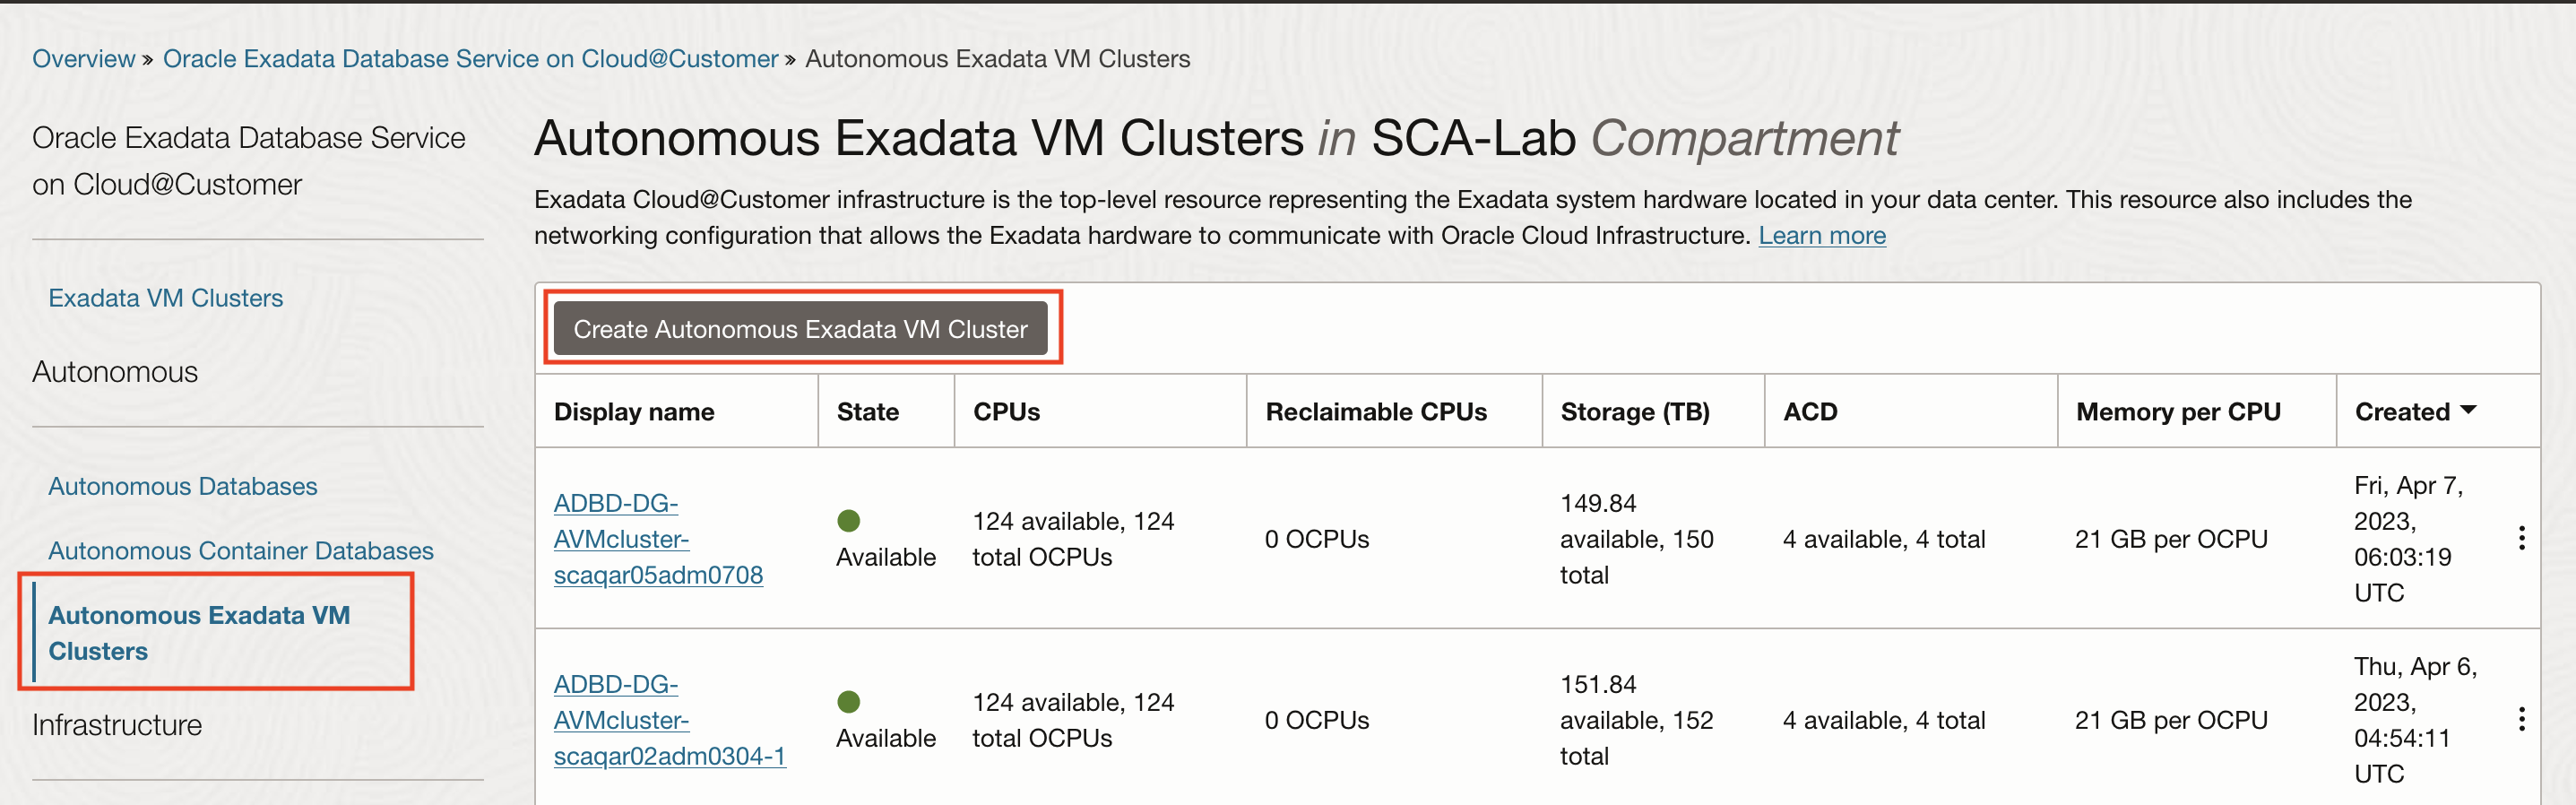 Overview » Oracle Exadata Database Service on Cloud@Customer » Autonomous Exadata VM Clusters
Oracle Exadata Database Service
on Cloud@Customer
Exadata VM Clusters
Autonomous
Autonomous Databases
Autonomous Container Databases
Autonomous Exadata VM
Clusters
Infrastructure
Autonomous Exadata VM Clusters in SCA-Lab Compartment
Exadata Cloud@Customer infrastructure is the top-level resource representing the Exadata system hardware located in your data center. This resource also includes the
networking configuration that allows the Exadata hardware to communicate with Oracle Cloud Infrastructure. Learn more
Create Autonomous Exadata VM Cluster
Display name State CPUs Reclaimable CPUs Storage (TB) ACD Memory per CPU Created
ADBD-DG-
AVMcluster-
scaqar05adm0708
Available
124 available, 124
total OCPUs
0 OCPUs
149.84
available, 150
total
4 available, 4 total
21 GB per OCPU
Fri, Apr 7,
2023,
06:03:19
UTC
ADBD-DG-
AVMcluster-
scaqar02adm0304-1
Available
124 available, 124
total OCPUs
0 OCPUs
151.84
available, 152
total
4 available, 4 total
21 GB per OCPU
Thu, Apr 6,
2023,
04:54:11
UTC